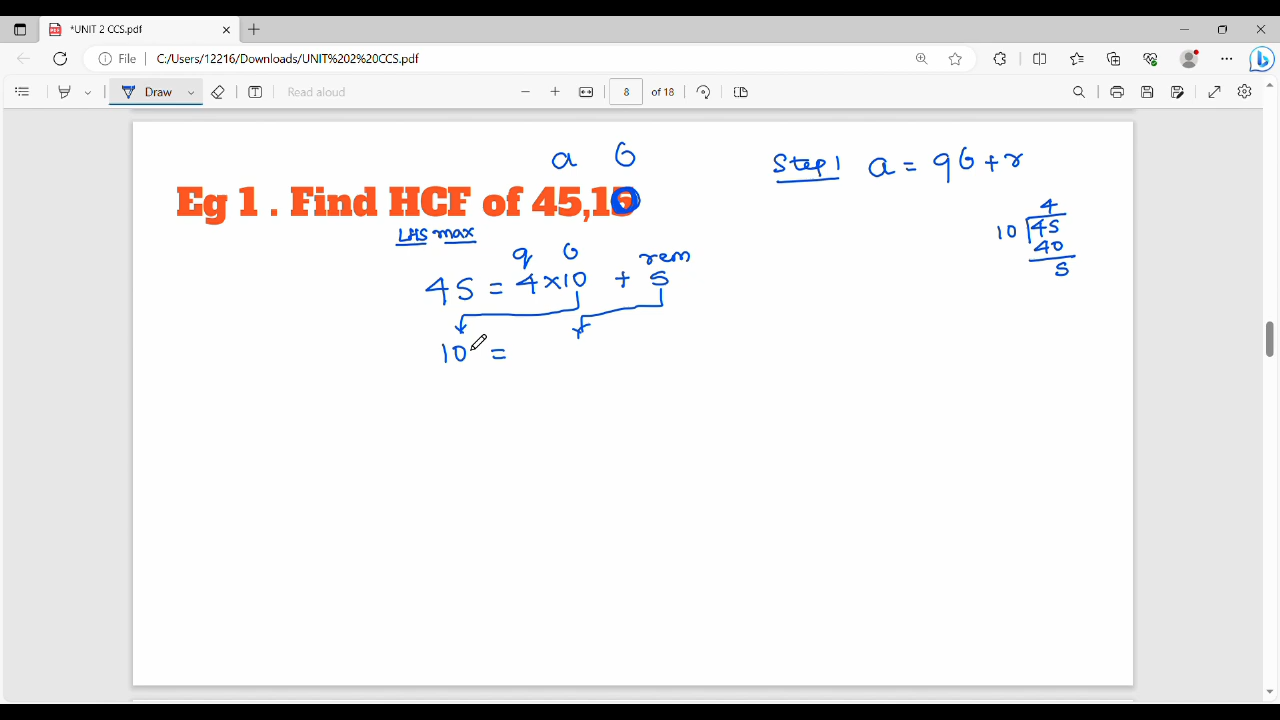 *UNIT 2 CCS.pdf
File C:/Users/12216/Downloads/UNIT%202%20CCS.pdf
Draw Read aloud 8 of 18
a b
Step 1 a = qb + r
Eg 1 . Find HCF of 45,10
LHS max
4
10 45
40
5
q b rem
45 = 4 × 10 + 5
10 =